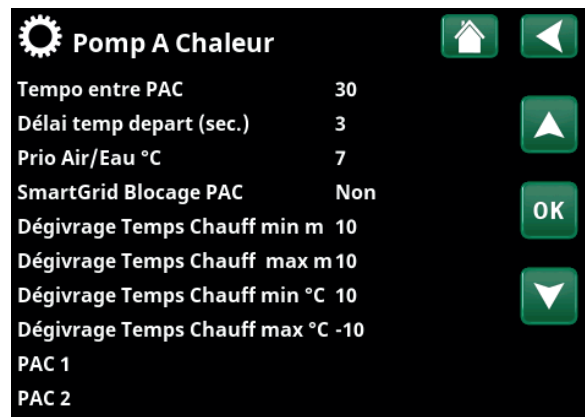 Pomp A Chaleur
Tempo entre PAC 30
Délai temp depart (sec.) 3
Prio Air/Eau °C 7
SmartGrid Blocage PAC Non
Dégivrage Temps Chauff min m 10
Dégivrage Temps Chauff max m 10
Dégivrage Temps Chauff min °C 10
Dégivrage Temps Chauff max °C -10
PAC 1
PAC 2
OK